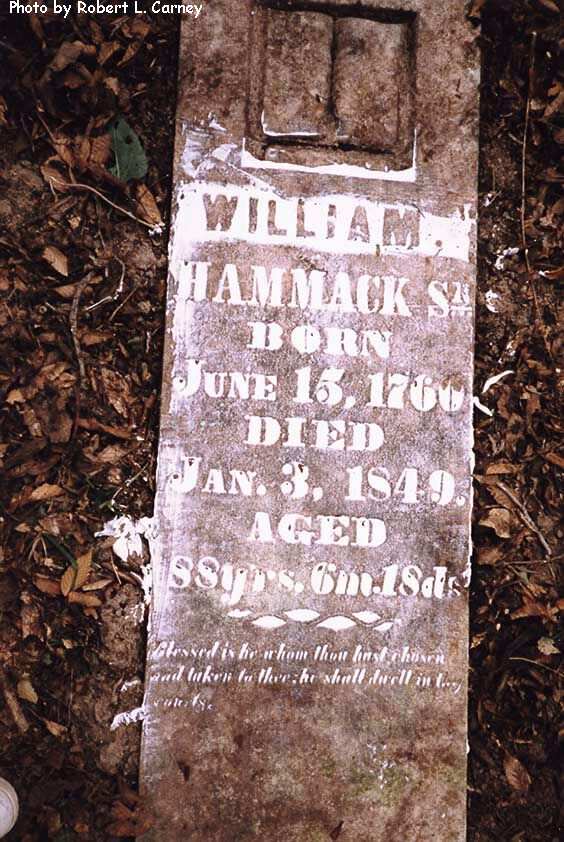 Photo by Robert L. Carney
WILLIAM.
HAMMACK SR
BORN
JUNE 15, 1760
DIED
JAN. 3, 1849.
AGED
88yrs. 6m. 18ds
Blessed is he whom thou hast chosen
and taken to thee; he shall dwell in
courts.